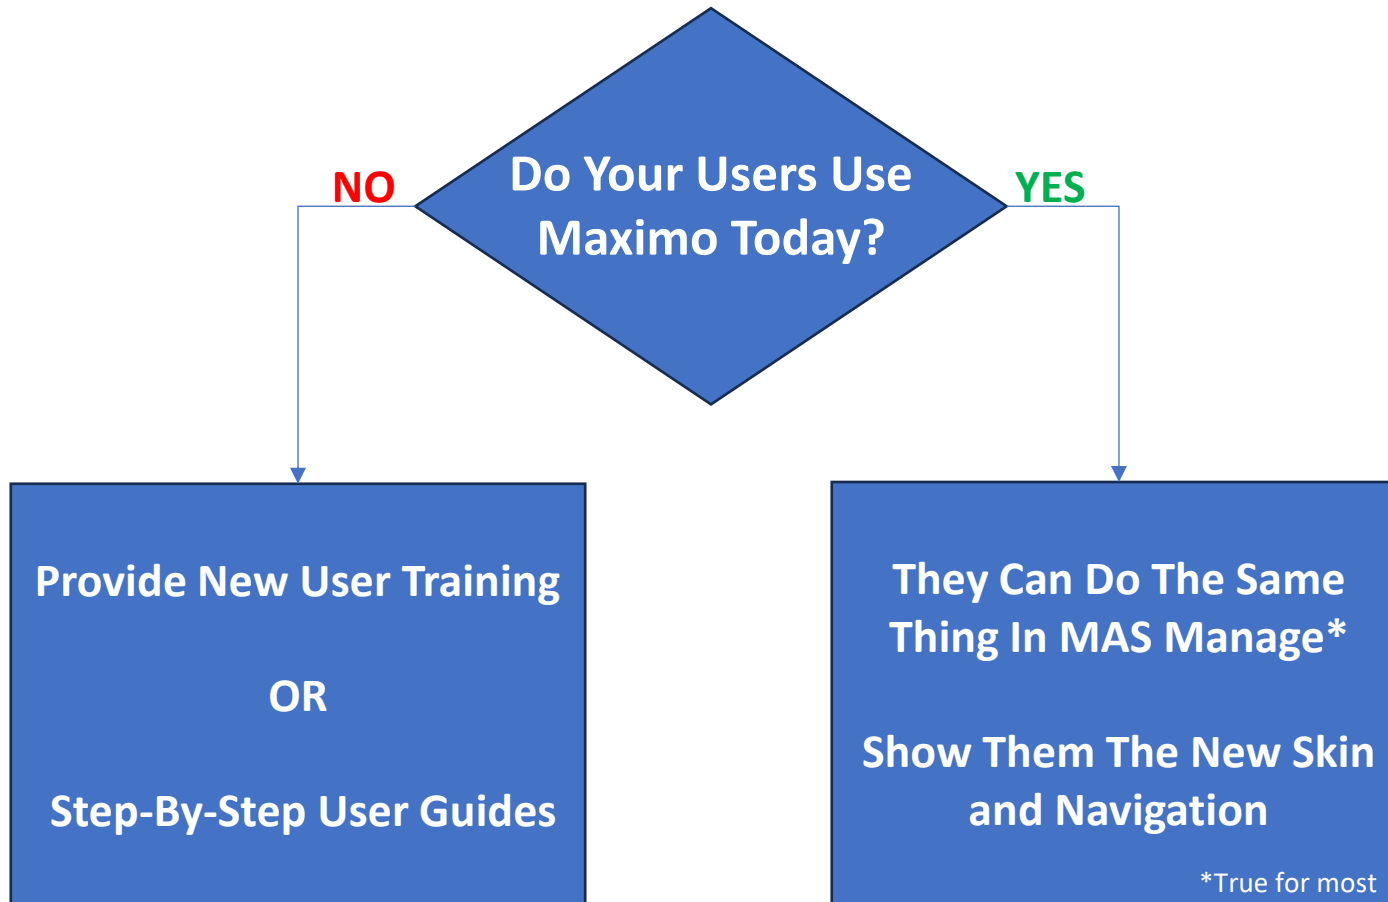 Do Your Users Use
Maximo Today?
NO
YES
Provide New User Training
OR
Step-By-Step User Guides
They Can Do The Same
Thing In MAS Manage*
Show Them The New Skin
and Navigation
*True for most